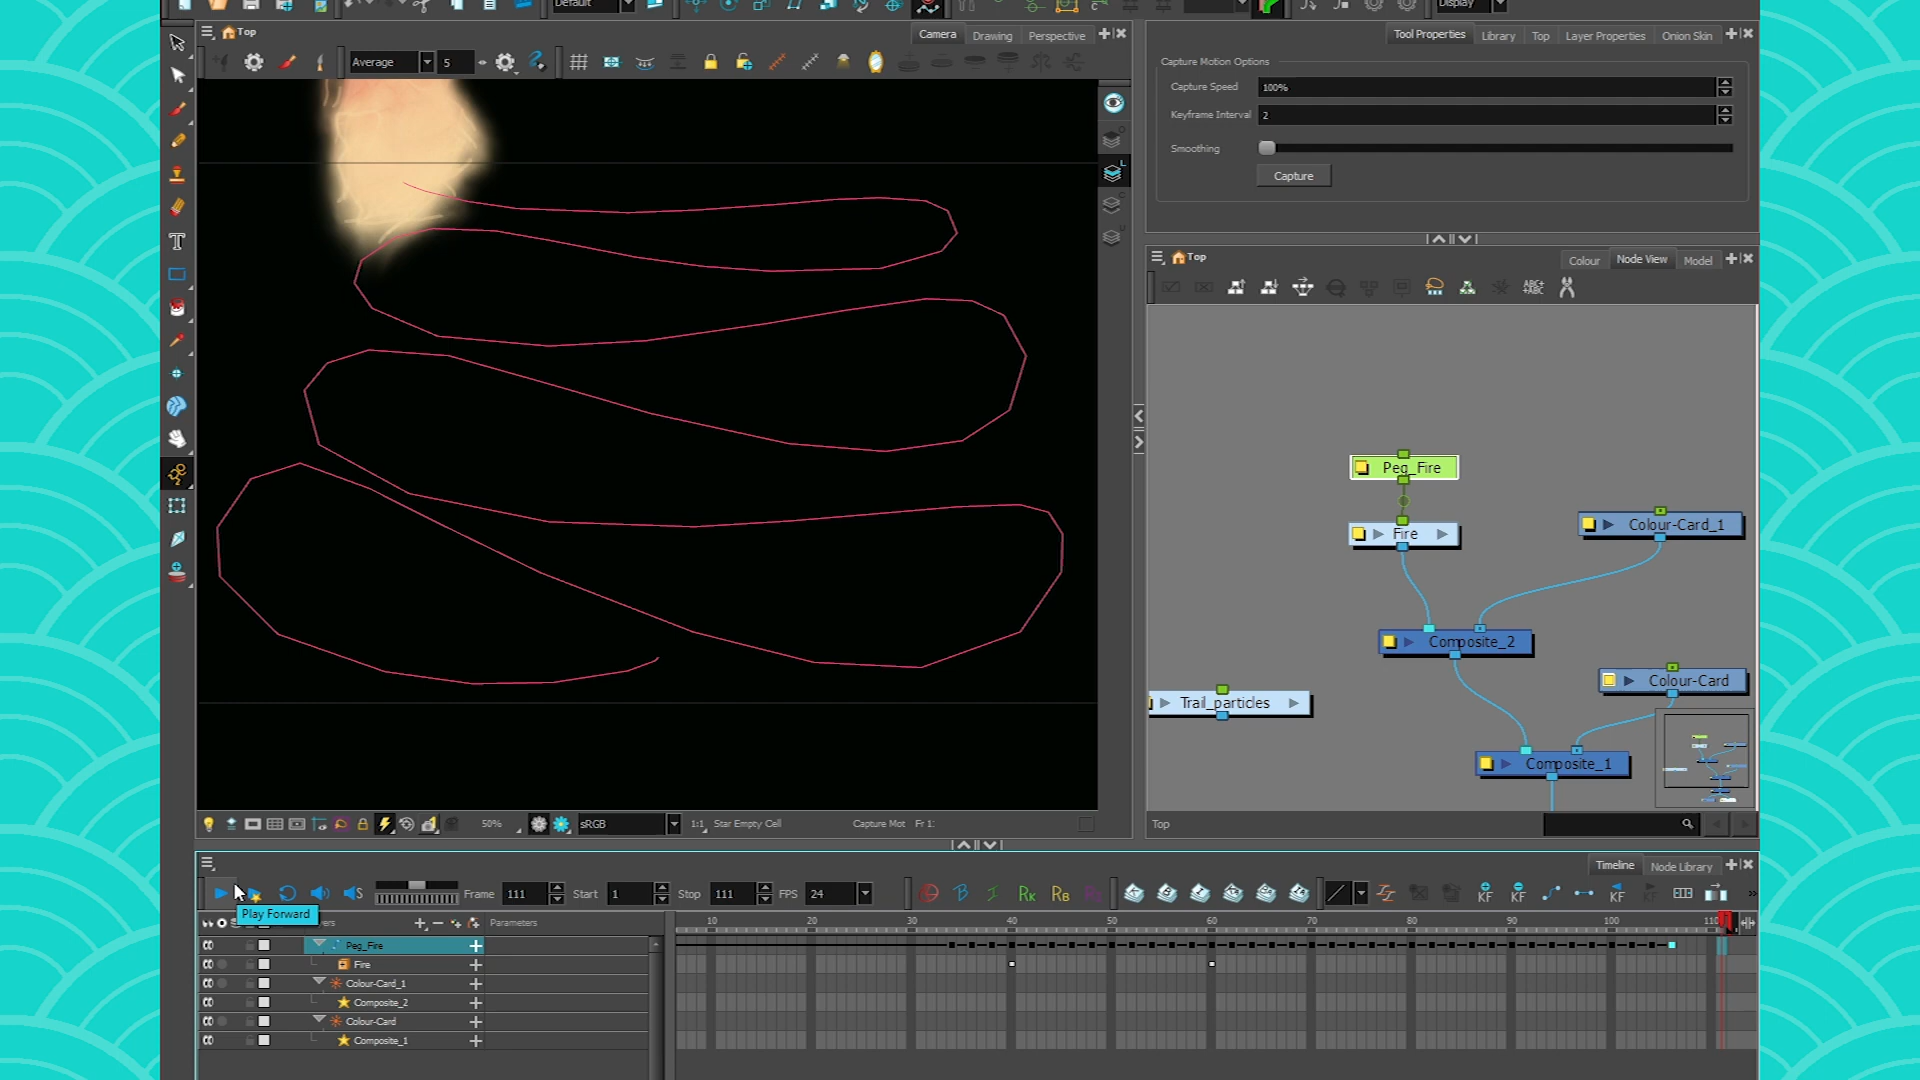 Default
Display
Top
Camera
Drawing
Perspective
Average
5
Tool Properties
Library
Top
Layer Properties
Onion Skin
Capture Motion Options
Capture Speed
100%
Keyframe Interval
2
Smoothing
Capture
Top
Colour
Node View
Model
ABC+
+ABC
Peg_Fire
Fire
Colour-Card_1
Composite_2
Colour-Card
Trail_particles
Composite_1
Top
50%
sRGB
1:1
Star Empty Cell
Capture Mot
Fr 1:
Timeline
Node Library
Frame
111
Start
1
Stop
111
FPS
24
Play Forward
Parameters
10
20
30
40
50
60
70
80
90
100
110
Peg_Fire
Fire
Colour-Card_1
Composite_2
Colour-Card
Composite_1